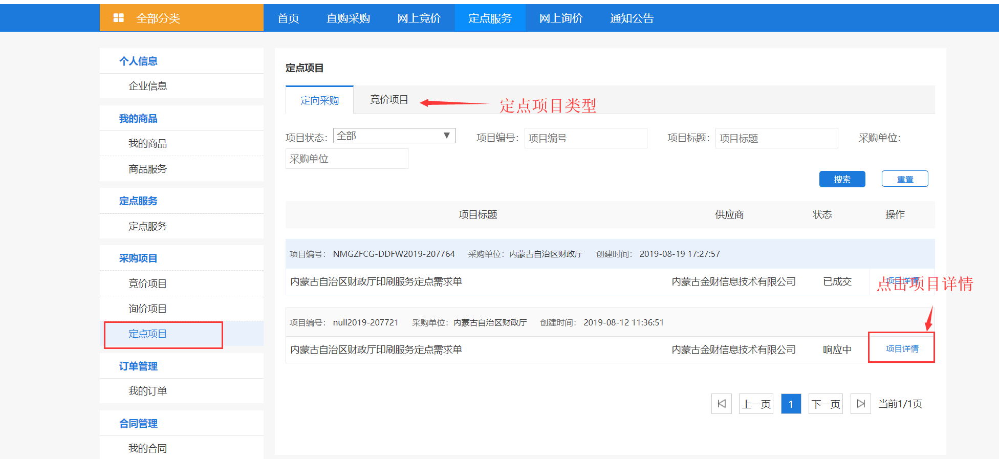 全部分类 首页 直购采购 网上竞价 定点服务 网上询价 通知公告
个人信息
企业信息
我的商品
我的商品
商品服务
定点服务
定点服务
采购项目
竞价项目
询价项目
定点项目
订单管理
我的订单
合同管理
我的合同
定点项目
定向采购 竞价项目 定点项目类型
项目状态： 全部 ▼ 项目编号： 项目编号 项目标题： 项目标题 采购单位：
采购单位
搜索 重置
项目标题 供应商 状态 操作
项目编号： NMGZFCG-DDFW2019-207764 采购单位：内蒙古自治区财政厅 创建时间： 2019-08-19 17:27:57
内蒙古自治区财政厅印刷服务定点需求单 内蒙古金财信息技术有限公司 已成交 项目详情
点击项目详情
项目编号： null2019-207721 采购单位：内蒙古自治区财政厅 创建时间： 2019-08-12 11:36:51
内蒙古自治区财政厅印刷服务定点需求单 内蒙古金财信息技术有限公司 响应中 项目详情
上一页 1 下一页 当前1/1页